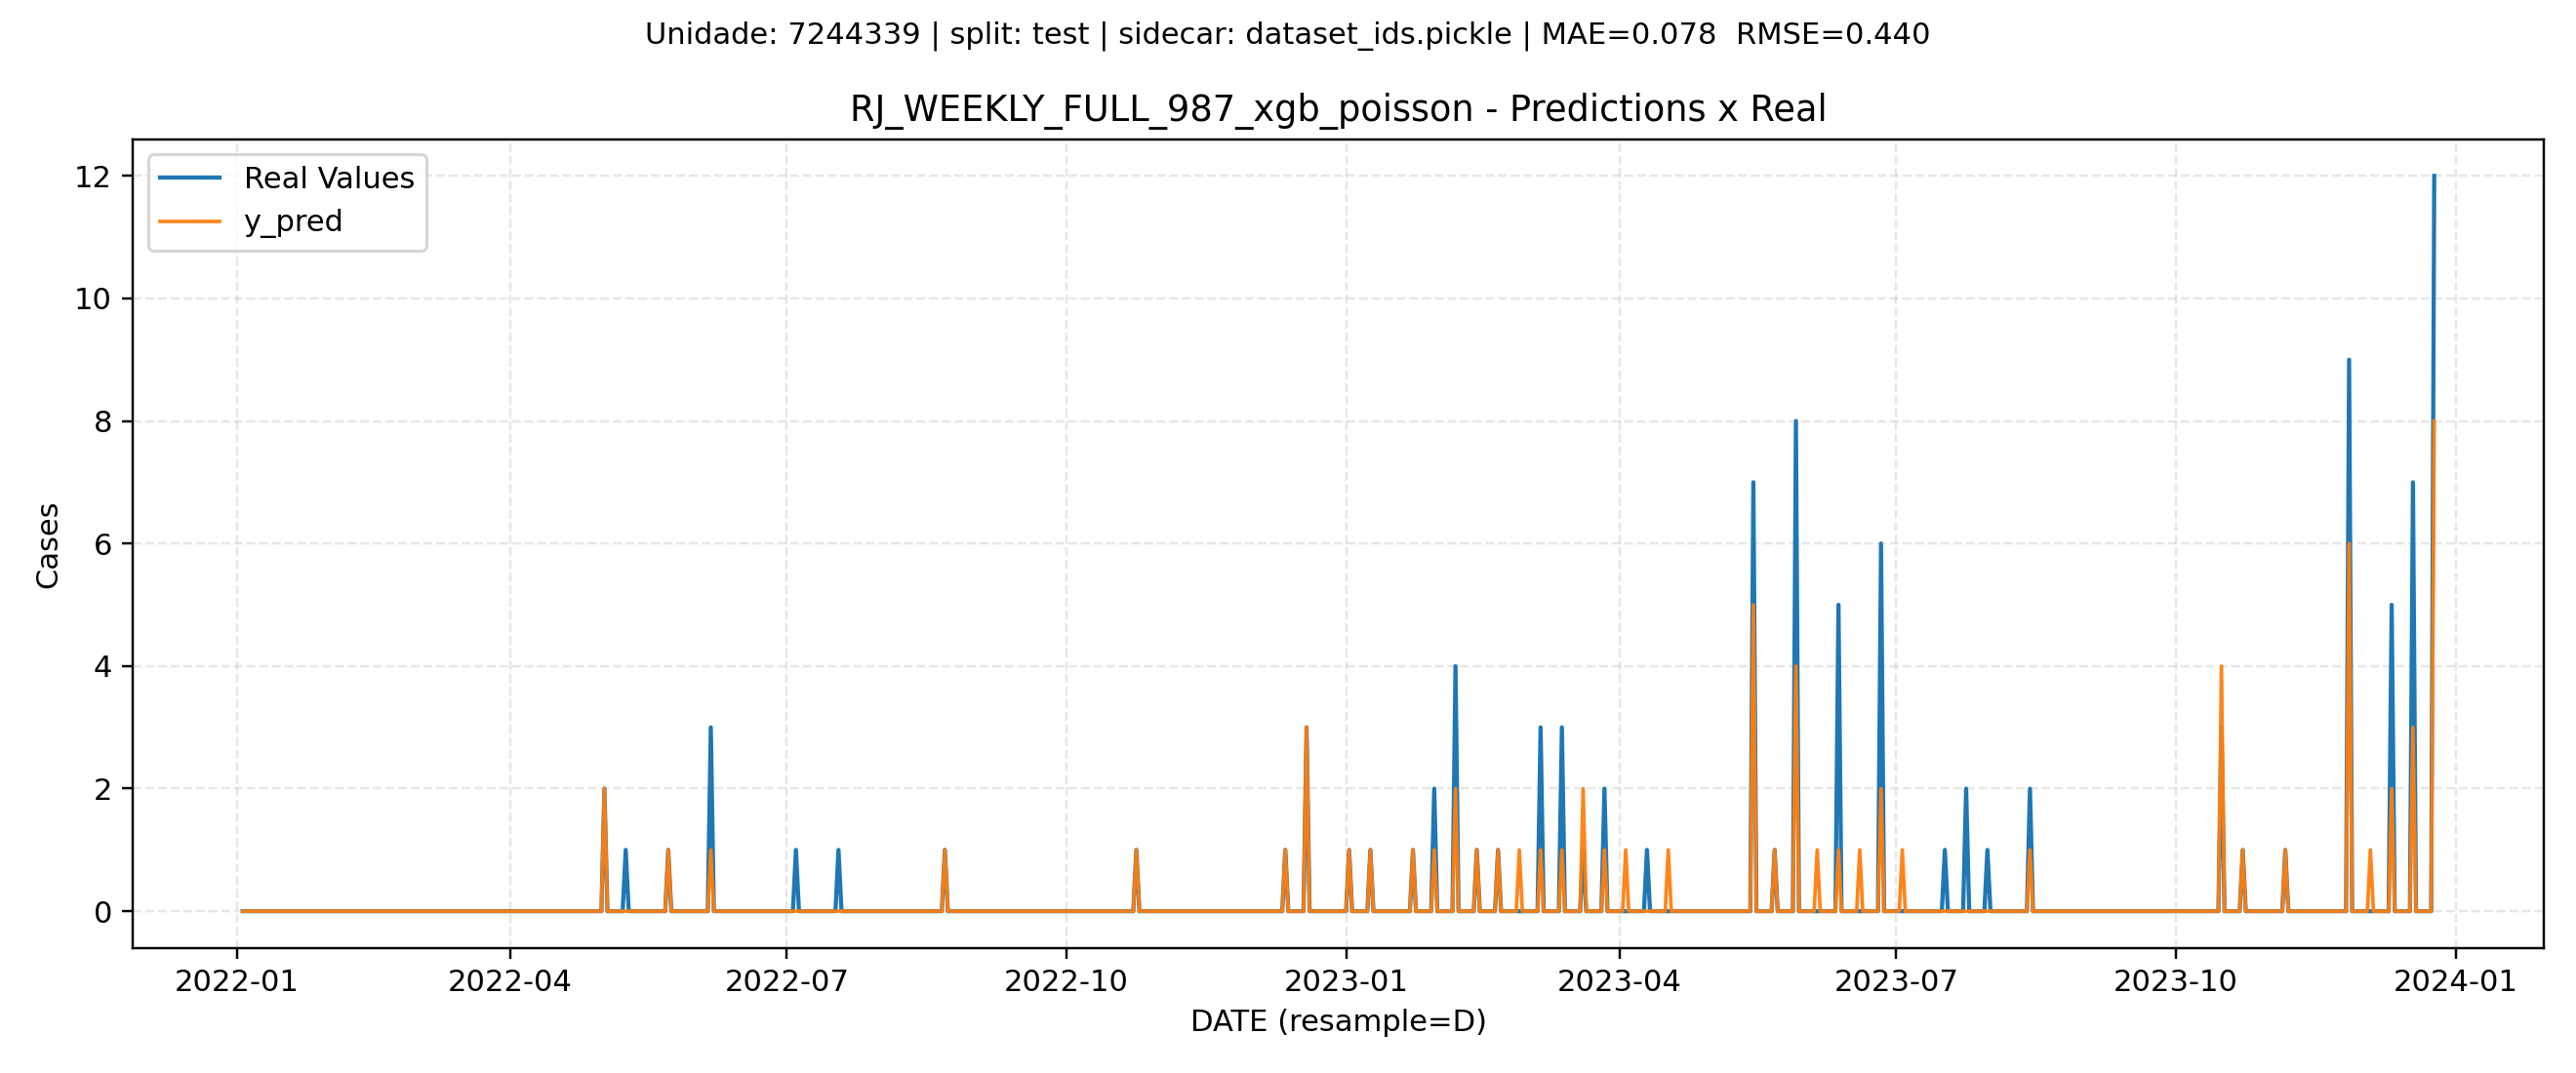 Unidade: 7244339 | split: test | sidecar: dataset_ids.pickle | MAE=0.078  RMSE=0.440
RJ_WEEKLY_FULL_987_xgb_poisson - Predictions x Real
Real Values
y_pred
Cases
12
10
8
6
4
2
0
2022-01
2022-04
2022-07
2022-10
2023-01
2023-04
2023-07
2023-10
2024-01
DATE (resample=D)